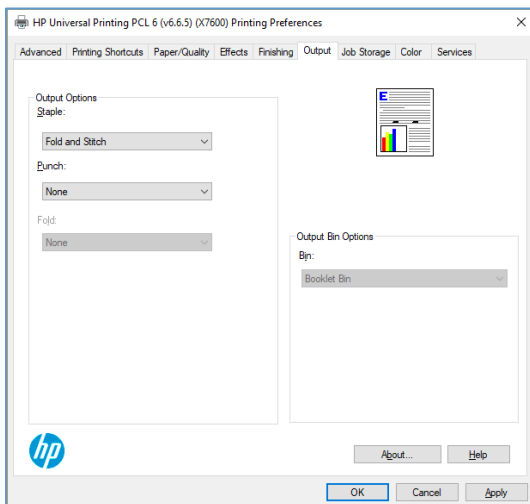 HP Universal Printing PCL 6 (v6.6.5) (X7600) Printing Preferences
Advanced Printing Shortcuts Paper/Quality Effects Finishing Output Job Storage Color Services
Output Options
Staple:
Fold and Stitch
Punch:
None
Fold:
None
E
Output Bin Options
Bin:
Booklet Bin
hp
About... Help
OK Cancel Apply